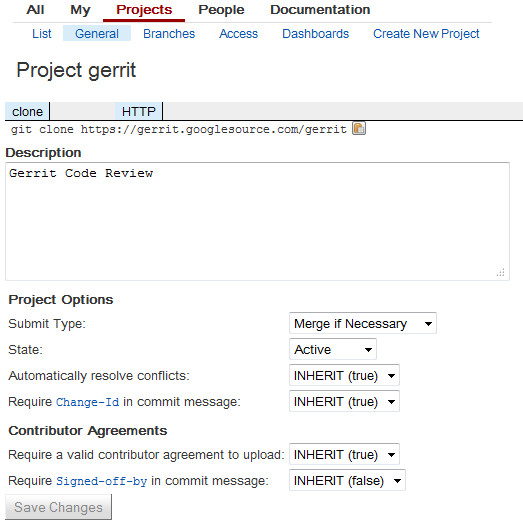 All My Projects People Documentation
List General Branches Access Dashboards Create New Project
Project gerrit
clone HTTP
git clone https://gerrit.googlesource.com/gerrit
Description
Gerrit Code Review
Project Options
Submit Type: Merge if Necessary
State: Active
Automatically resolve conflicts: INHERIT (true)
Require Change-Id in commit message: INHERIT (true)
Contributor Agreements
Require a valid contributor agreement to upload: INHERIT (true)
Require Signed-off-by in commit message: INHERIT (false)
Save Changes